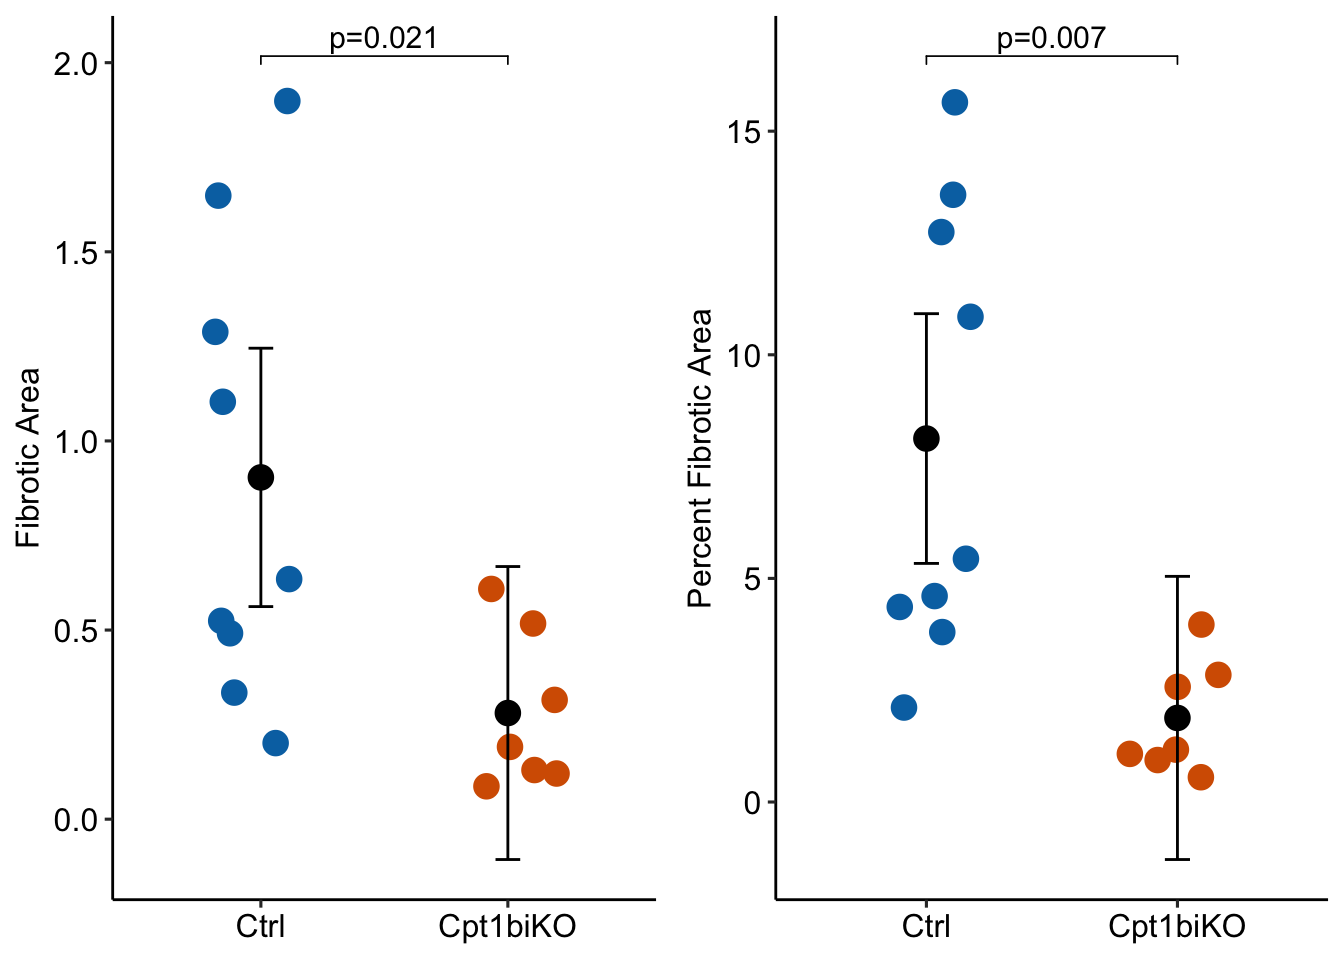 p=0.021
2.0
1.5
1.0
0.5
0.0
Fibrotic Area
Ctrl
Cpt1biKO
p=0.007
15
10
5
0
Percent Fibrotic Area
Ctrl
Cpt1biKO